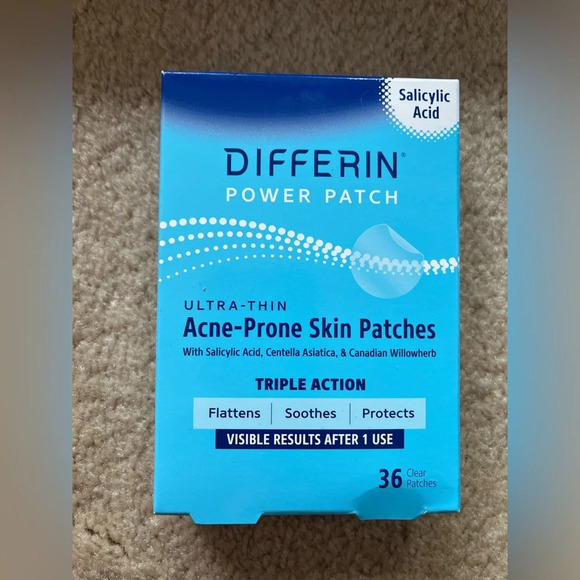 Salicylic
Acid
DIFFERIN®
POWER PATCH
ULTRA-THIN
Acne-Prone Skin Patches
With Salicylic Acid, Centella Asiatica, & Canadian Willowherb
TRIPLE ACTION
Flattens | Soothes | Protects
VISIBLE RESULTS AFTER 1 USE
36 Clear
Patches